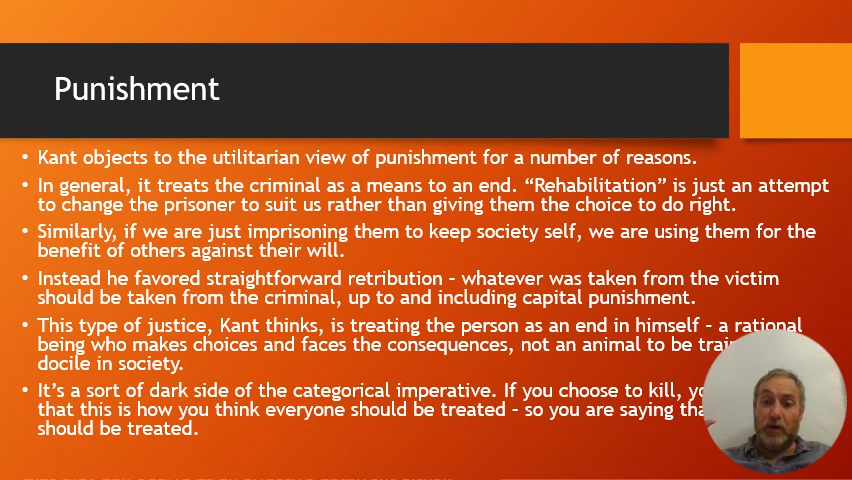 Punishment
• Kant objects to the utilitarian view of punishment for a number of reasons.
• In general, it treats the criminal as a means to an end. “Rehabilitation” is just an attempt
to change the prisoner to suit us rather than giving them the choice to do right.
• Similarly, if we are just imprisoning them to keep society self, we are using them for the
benefit of others against their will.
• Instead he favored straightforward retribution – whatever was taken from the victim
should be taken from the criminal, up to and including capital punishment.
• This type of justice, Kant thinks, is treating the person as an end in himself – a rational
being who makes choices and faces the consequences, not an animal to be
docile in society.
• It’s a sort of dark side of the categorical imperative. If you choose to kill,
that this is how you think everyone should be treated – so you are saying
should be treated.